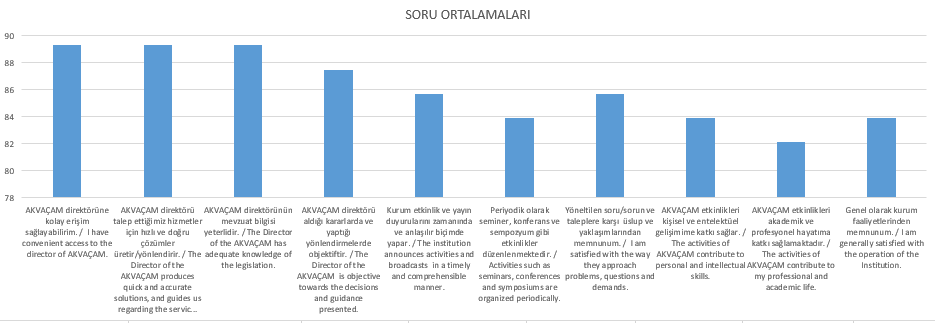 SORU ORTALAMALARI
90
88
86
84
82
80
78
AKVAÇAM direktörüne
kolay erişim
sağlayabilirim. / I have
convenient access to the
director of AKVAÇAM.
AKVAÇAM direktörü
talep ettiğimiz hizmetler
için hızlı ve doğru
çözümler
üretir/yönlendirir. / The
Director of the
AKVAÇAM produces
quick and accurate
solutions, and guides us
regarding the servic...
AKVAÇAM direktörünün
mevzuat bilgisi
yeterlidir. / The Director
of the AKVAÇAM has
adequate knowledge of
the legislation.
AKVAÇAM direktörü
aldığı kararlarda ve
yaptığı
yönlendirmelerde
objektiftir. / The
Director of the
AKVAÇAM is objective
towards the decisions
and guidance
presented.
Kurum etkinlik ve yayın
duyurularını zamanında
ve anlaşılır biçimde
yapar. / The institution
announces activities and
broadcasts in a timely
and comprehensible
manner.
Periyodik olarak
seminer, konferans ve
sempozyum gibi
etkinlikler
düzenlenmektedir. /
Activities such as
seminars, conferences
and symposiums are
organized periodically.
Yöneltilen soru/sorun ve
taleplere karşı üslup ve
yaklaşımlarından
memnunum. / I am
satisfied with the way
they approach
problems, questions and
demands.
AKVAÇAM etkinlikleri
kişisel ve entelektüel
gelişimime katkı sağlar. /
The activities of
AKVAÇAM contribute to
personal and intellectual
skills.
AKVAÇAM etkinlikleri
akademik ve
profesyonel hayatıma
katkı sağlamaktadır. /
The activities of
AKVAÇAM contribute to
my professional and
academic life.
Genel olarak kurum
faaliyetlerinden
memnunum. / I am
generally satisfied with
the operation of the
Institution.